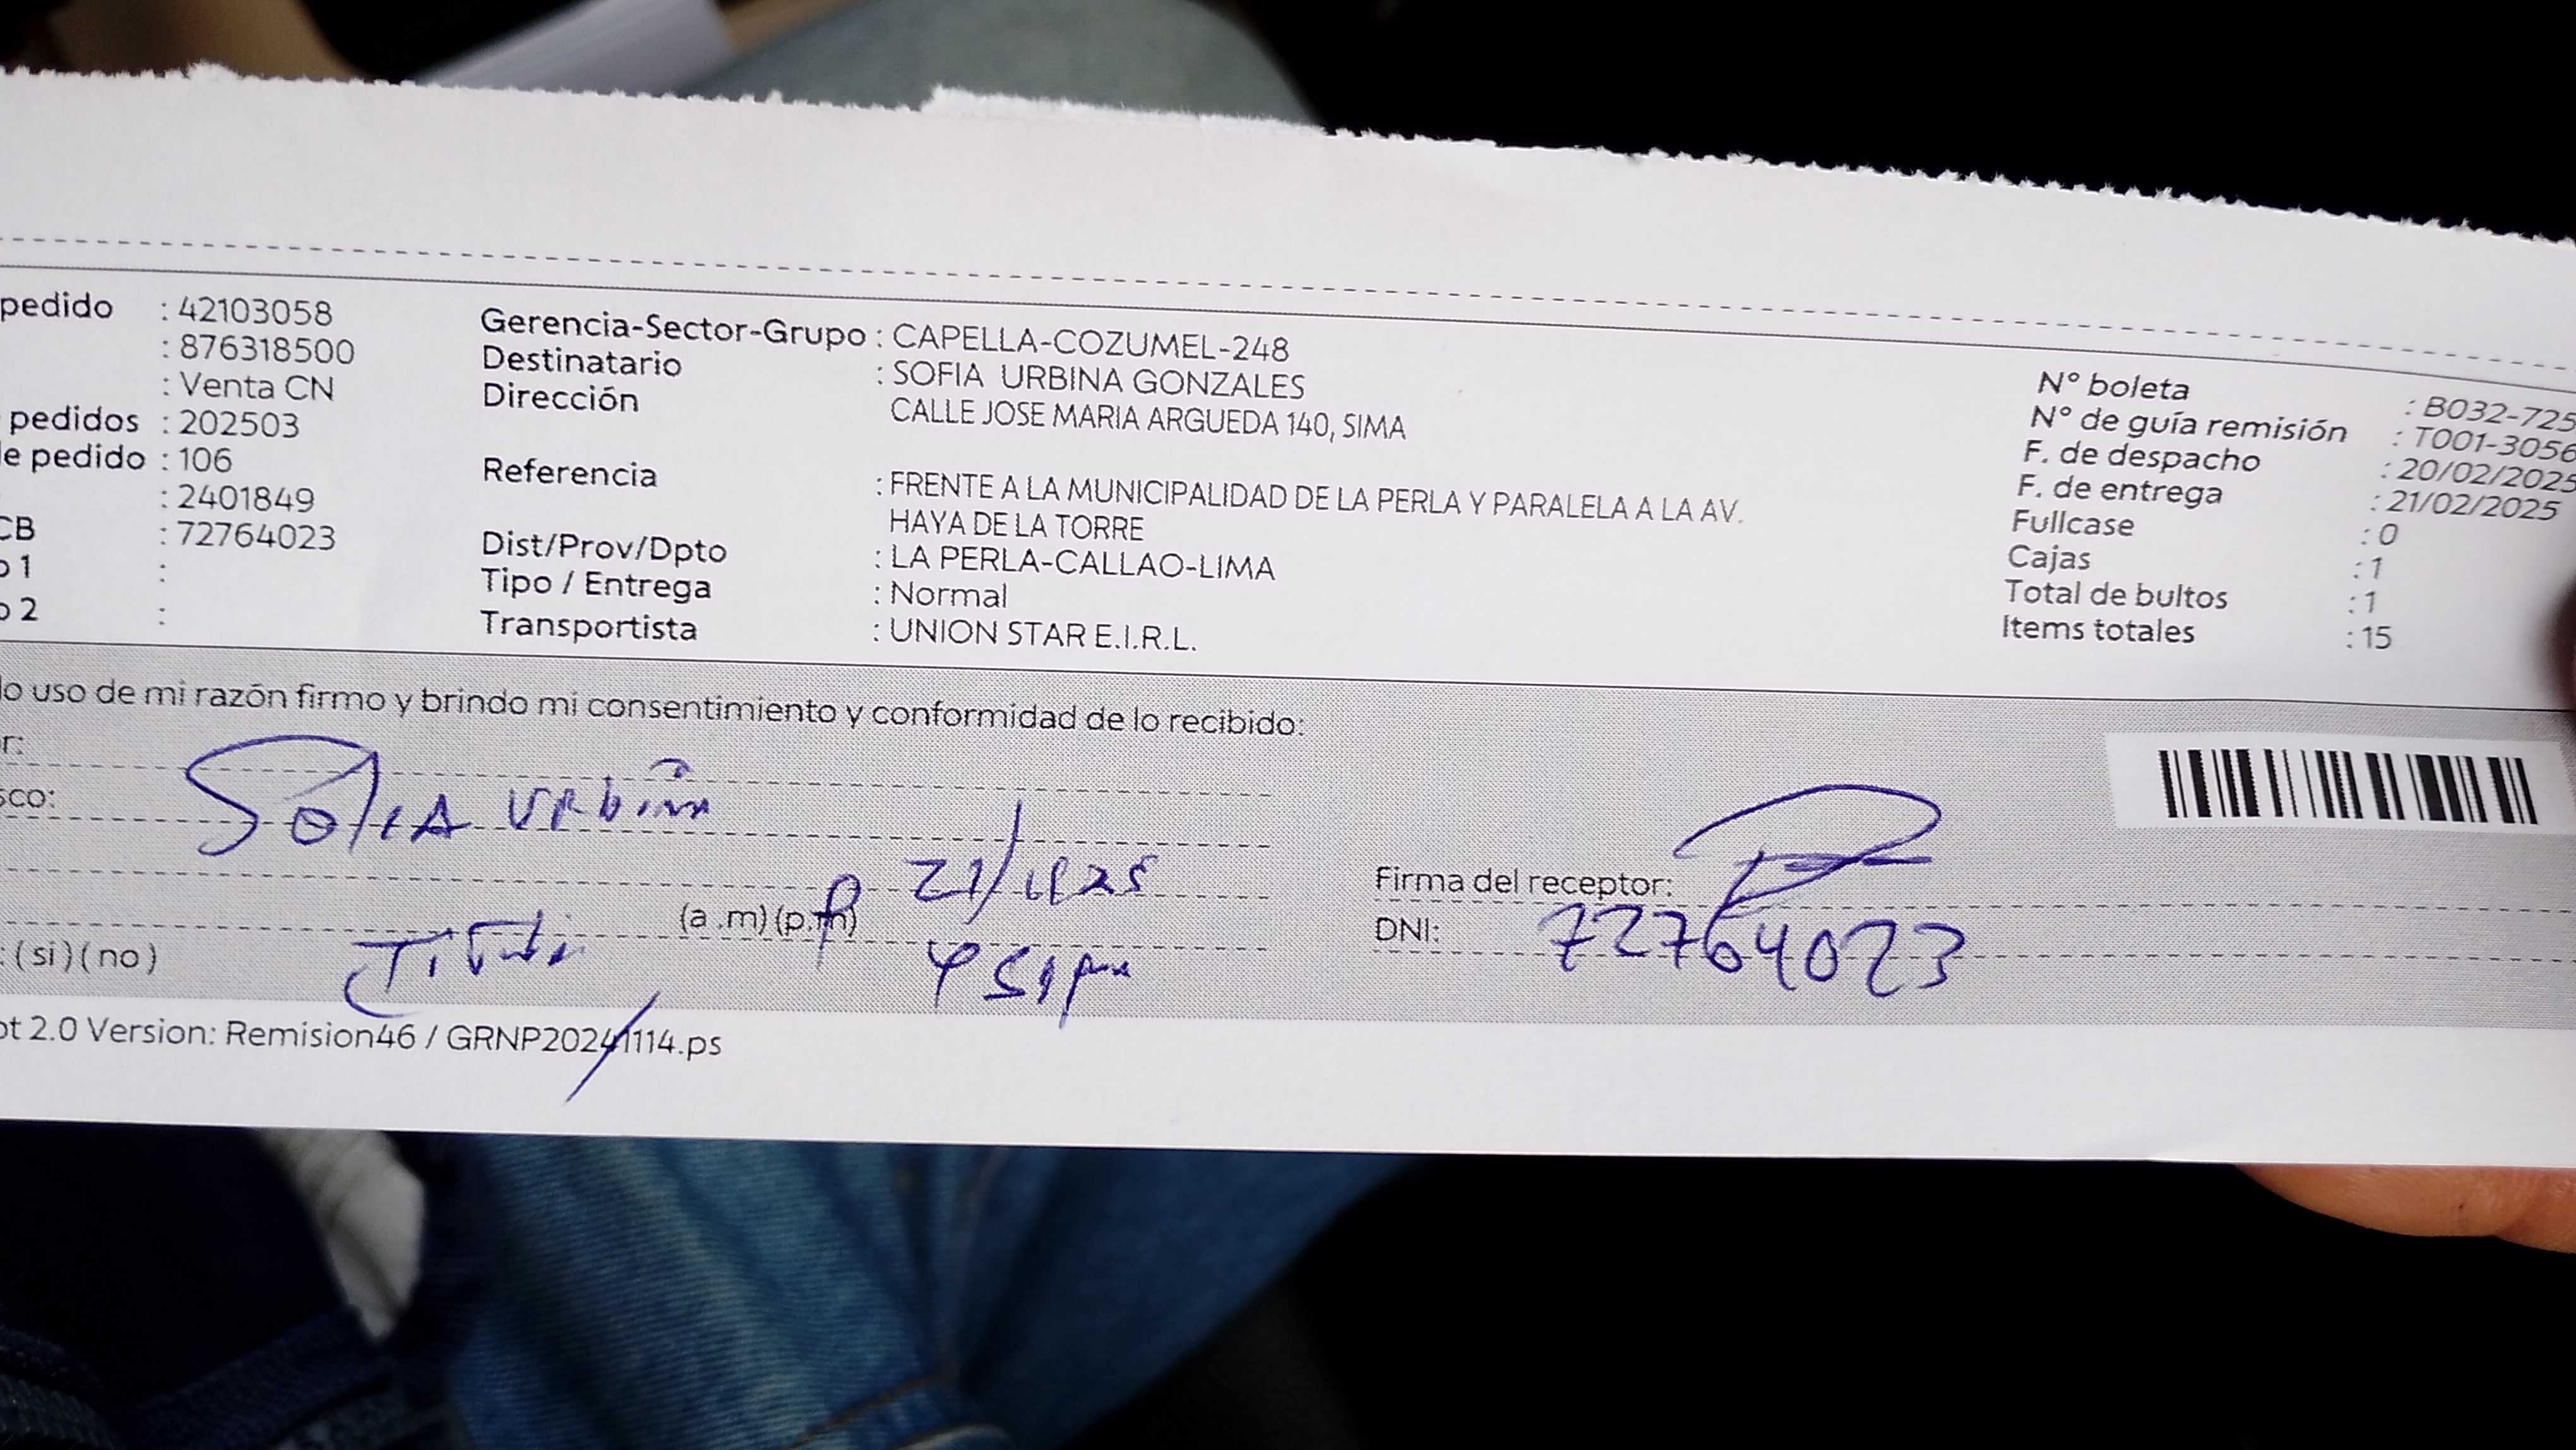 pedido : 42103058
: 876318500
: Venta CN
pedidos : 202503
e pedido : 106
: 2401849
CB : 72764023
o 1 :
o 2 :
Gerencia-Sector-Grupo : CAPELLA-COZUMEL-248
Destinatario : SOFIA URBINA GONZALES
Dirección CALLE JOSE MARIA ARGUEDA 140, SIMA
Referencia : FRENTE A LA MUNICIPALIDAD DE LA PERLA Y PARALELA A LA AV.
HAYA DE LA TORRE
Dist/Prov/Dpto : LA PERLA-CALLAO-LIMA
Tipo / Entrega : Normal
Transportista : UNION STAR E.I.R.L.
N° boleta : B032-725
N° de guía remisión : T001-3056
F. de despacho : 20/02/2025
F. de entrega : 21/02/2025
Fullcase : 0
Cajas : 1
Total de bultos : 1
Items totales : 15
lo uso de mi razón firmo y brindo mi consentimiento y conformidad de lo recibido:
r:
sco: SOfIA Urbina
(a .m) (p.m)
: (si) (no)
Firma del receptor:
DNI: 72764023
ot 2.0 Version: Remision46 / GRNP20241114.ps